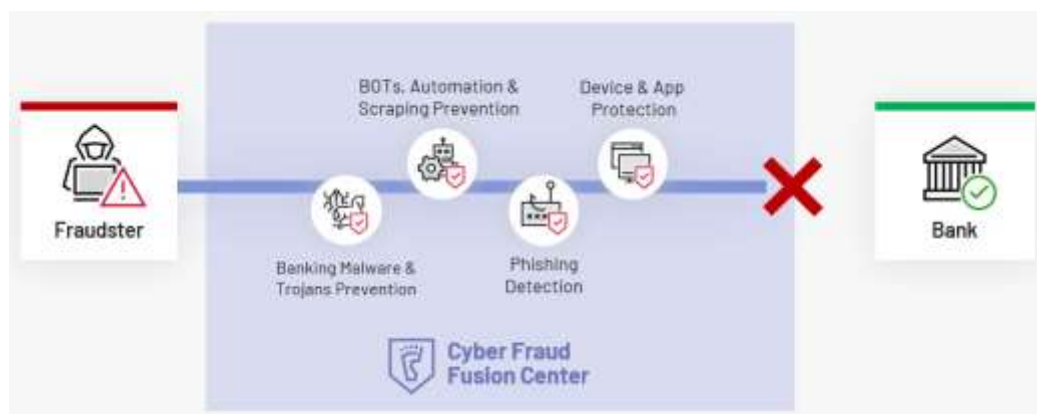 BOTs, Automation &
Scraping Prevention
Device & App
Protection
Fraudster
Bank
Banking Malware &
Trojans Prevention
Phishing
Detection
Cyber Fraud
Fusion Center